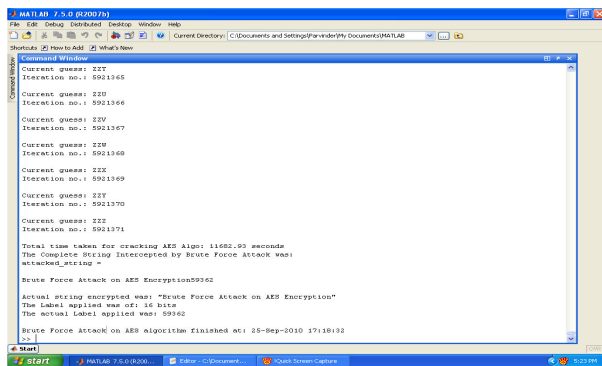 MATLAB 7.5.0 (R2007b)
File Edit Debug Distributed Desktop Window Help
Current Directory: C:\Documents and Settings\Parvinder\My Documents\MATLAB
Shortcuts How to Add What's New
Command Window
Command Window
Current guess: ZZT
Iteration no.: 5921365
Current guess: ZZU
Iteration no.: 5921366
Current guess: ZZV
Iteration no.: 5921367
Current guess: ZZW
Iteration no.: 5921368
Current guess: ZZX
Iteration no.: 5921369
Current guess: ZZY
Iteration no.: 5921370
Current guess: ZZZ
Iteration no.: 5921371
Total time taken for cracking AES Algo: 11682.93 seconds
The Complete String Intercepted by Brute Force Attack was:
attacked_string =
Brute Force Attack on AES Encryption59362
Actual string encrypted was: "Brute Force Attack on AES Encryption"
The Label applied was of: 16 bits
The actual Label applied was: 59362
Brute Force Attack on AES algorithm finished at: 25-Sep-2010 17:18:32
>>
Start
OVR
start MATLAB 7.5.0 (R200... Editor - C:\Document... !Quick Screen Capture 5:23 PM